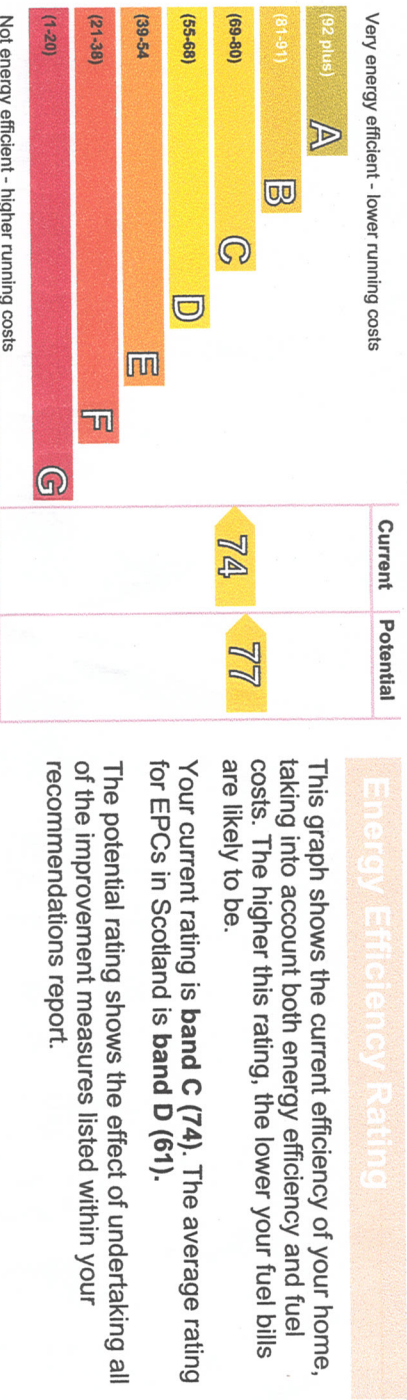 Very energy efficient - lower running costs
Current
Potential
(92 plus) A
(81-91) B
(69-80) C
74
77
(55-68) D
(39-54 E
(21-38) F
(1-20) G
Not energy efficient - higher running costs
Energy Efficiency Rating
This graph shows the current efficiency of your home,
taking into account both energy efficiency and fuel
costs. The higher this rating, the lower your fuel bills
are likely to be.
Your current rating is band C (74). The average rating
for EPCs in Scotland is band D (61).
The potential rating shows the effect of undertaking all
of the improvement measures listed within your
recommendations report.